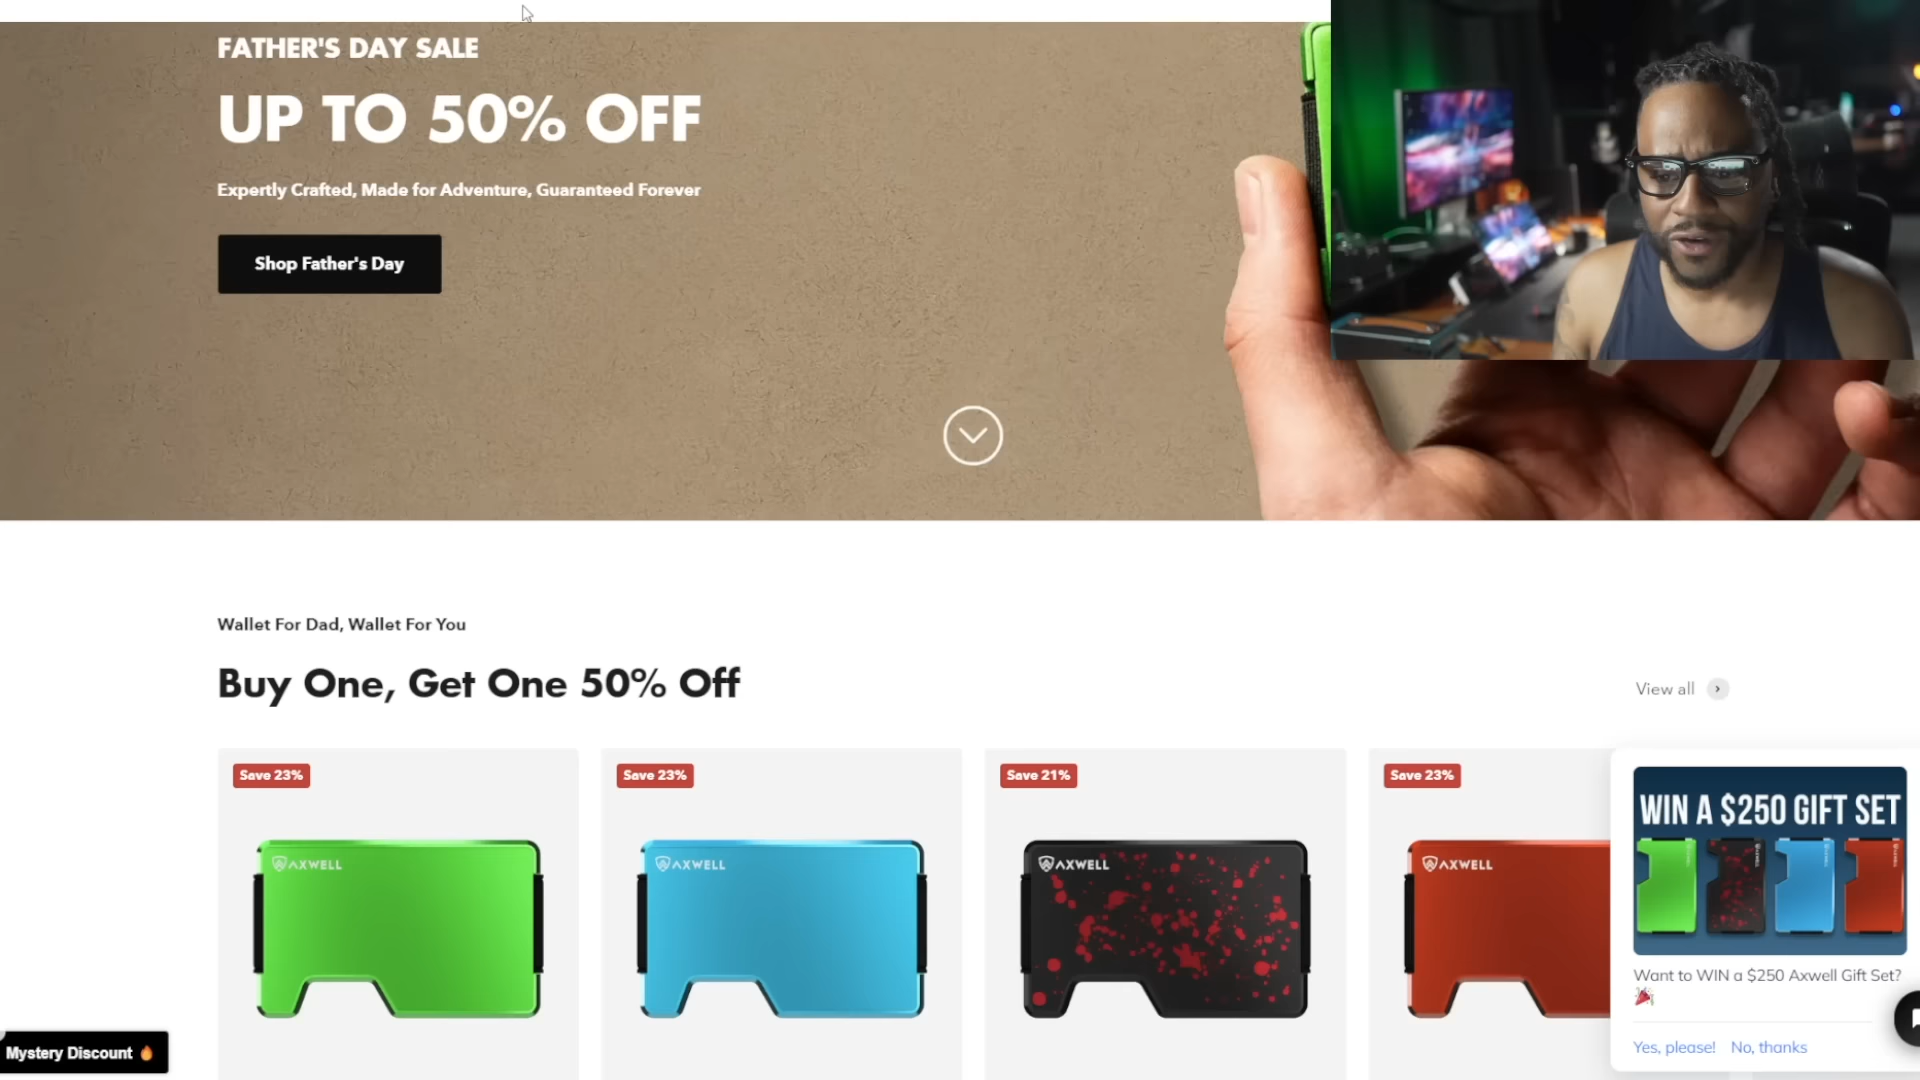 FATHER'S DAY SALE
UP TO 50% OFF
Expertly Crafted, Made for Adventure, Guaranteed Forever
Shop Father's Day
Wallet For Dad, Wallet For You
Buy One, Get One 50% Off
View all
Save 23%
Save 23%
Save 21%
Save 23%
AXWELL
AXWELL
AXWELL
AXWELL
WIN A $250 GIFT SET
Want to WIN a $250 Axwell Gift Set?
Yes, please! No, thanks
Mystery Discount